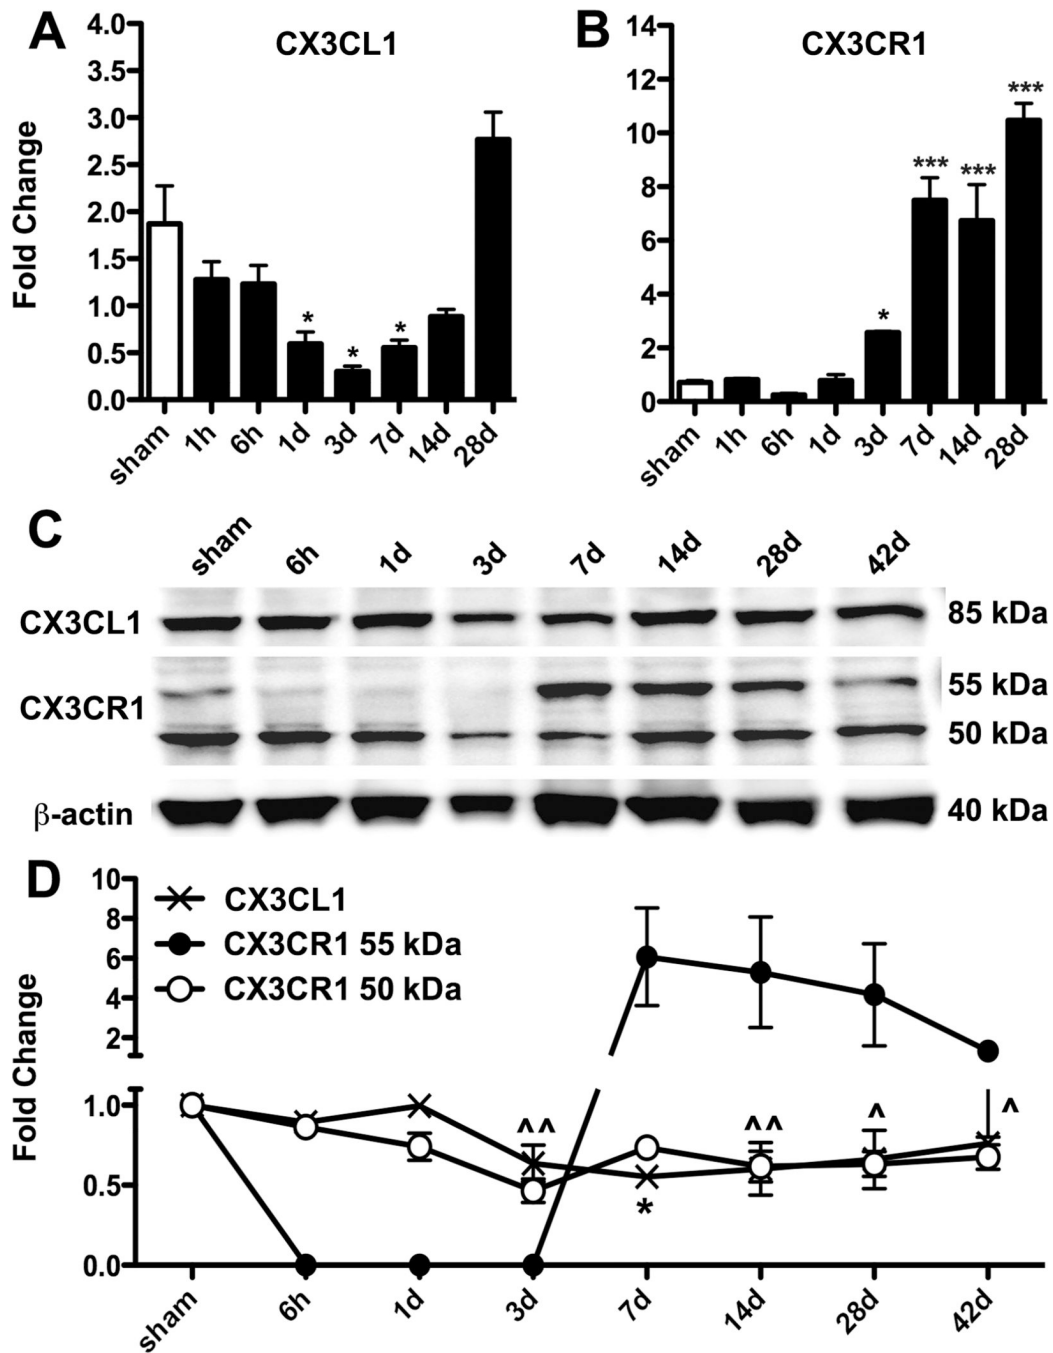 A
CX3CL1
Fold Change
4.0
3.5
3.0
2.5
2.0
1.5
1.0
0.5
0.0
* * *
sham 1h 6h 1d 3d 7d 14d 28d
B
CX3CR1
14
12
10
8
6
4
2
0
* *** *** ***
sham 1h 6h 1d 3d 7d 14d 28d
C
sham 6h 1d 3d 7d 14d 28d 42d
CX3CL1 85 kDa
CX3CR1 55 kDa
50 kDa
β-actin 40 kDa
D
Fold Change
Fold Change
10
8
6
4
2
1.0
0.5
0.0
CX3CL1
CX3CR1 55 kDa
CX3CR1 50 kDa
^^ ^^ ^ ^
*
sham 6h 1d 3d 7d 14d 28d 42d